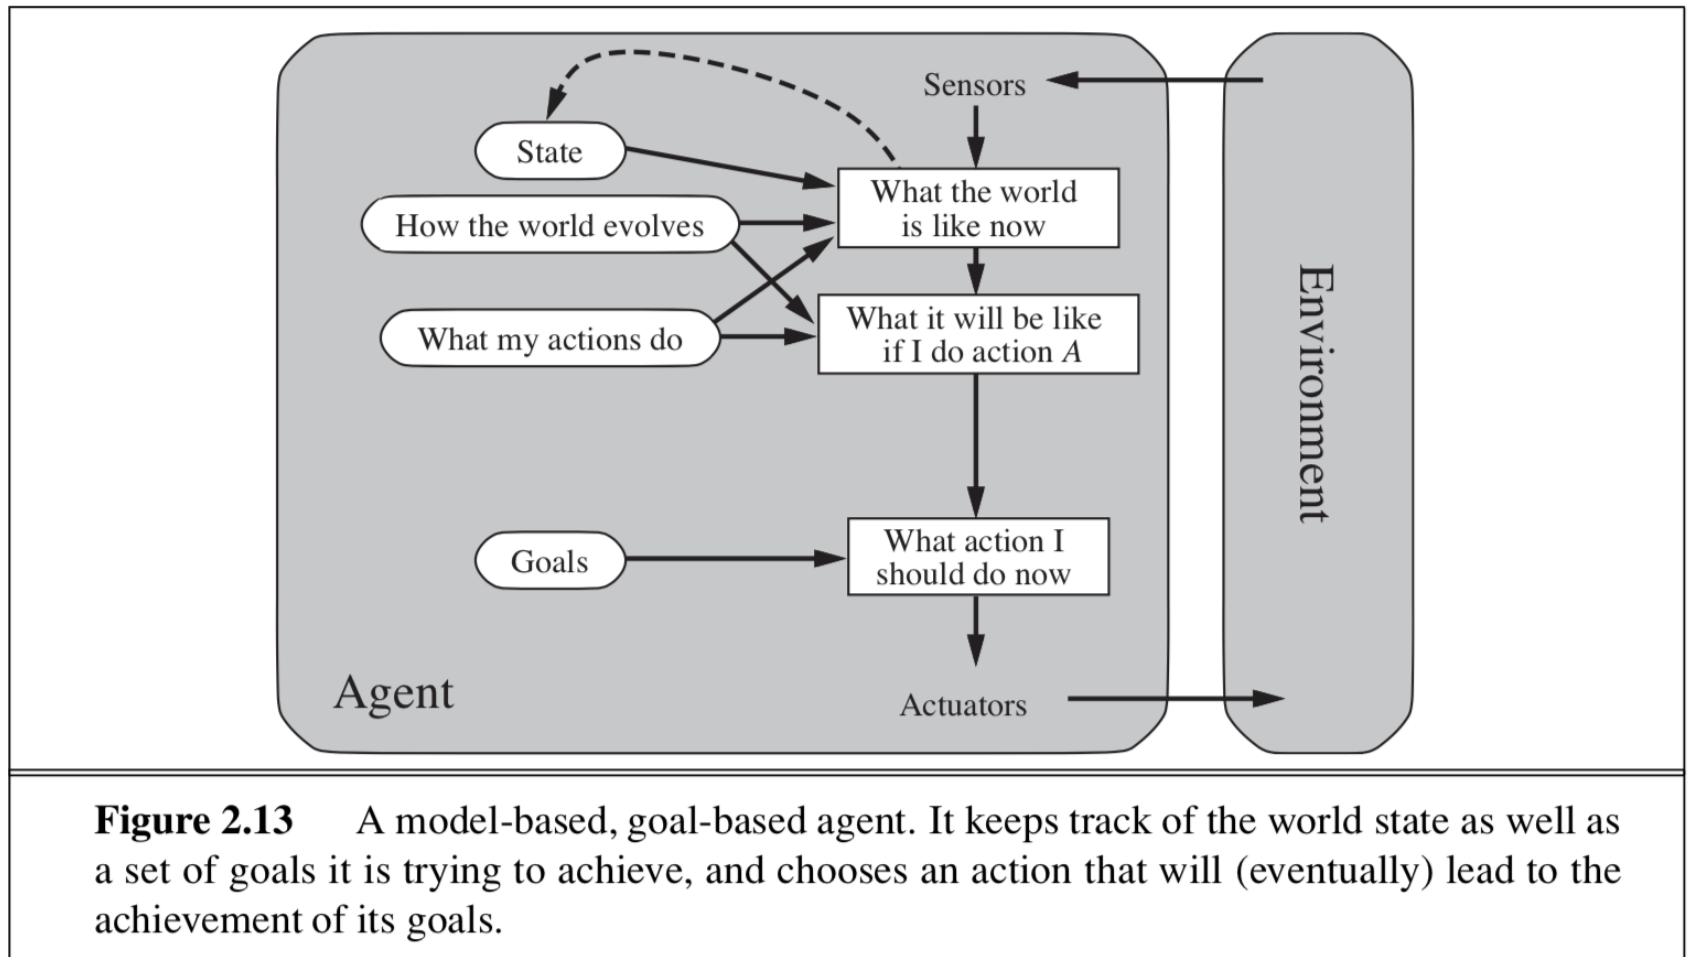 Sensors
State
What the world
is like now
How the world evolves
What it will be like
if I do action A
What my actions do
Environment
What action I
should do now
Goals
Agent
Actuators
Figure 2.13 A model-based, goal-based agent. It keeps track of the world state as well as
a set of goals it is trying to achieve, and chooses an action that will (eventually) lead to the
achievement of its goals.